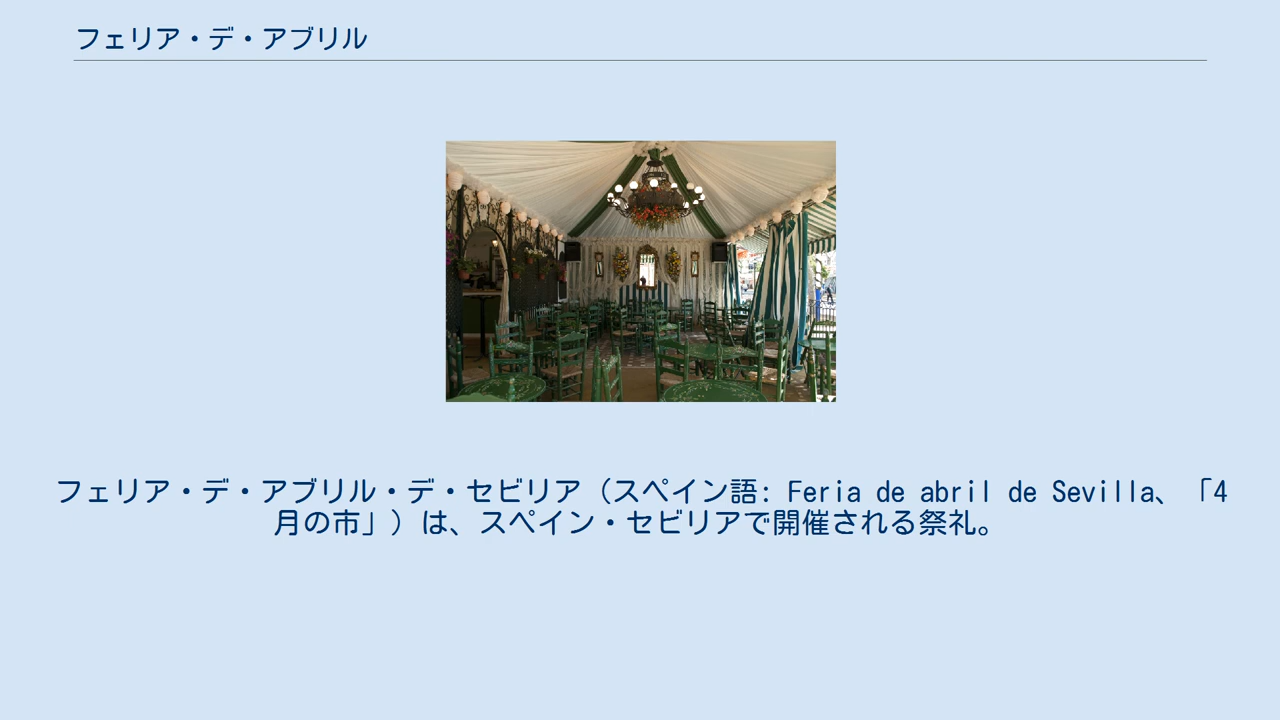 フェリア・デ・アブリル
フェリア・デ・アブリル・デ・セビリア（スペイン語: Feria de abril de Sevilla、「4
月の市」）は、スペイン・セビリアで開催される祭礼。